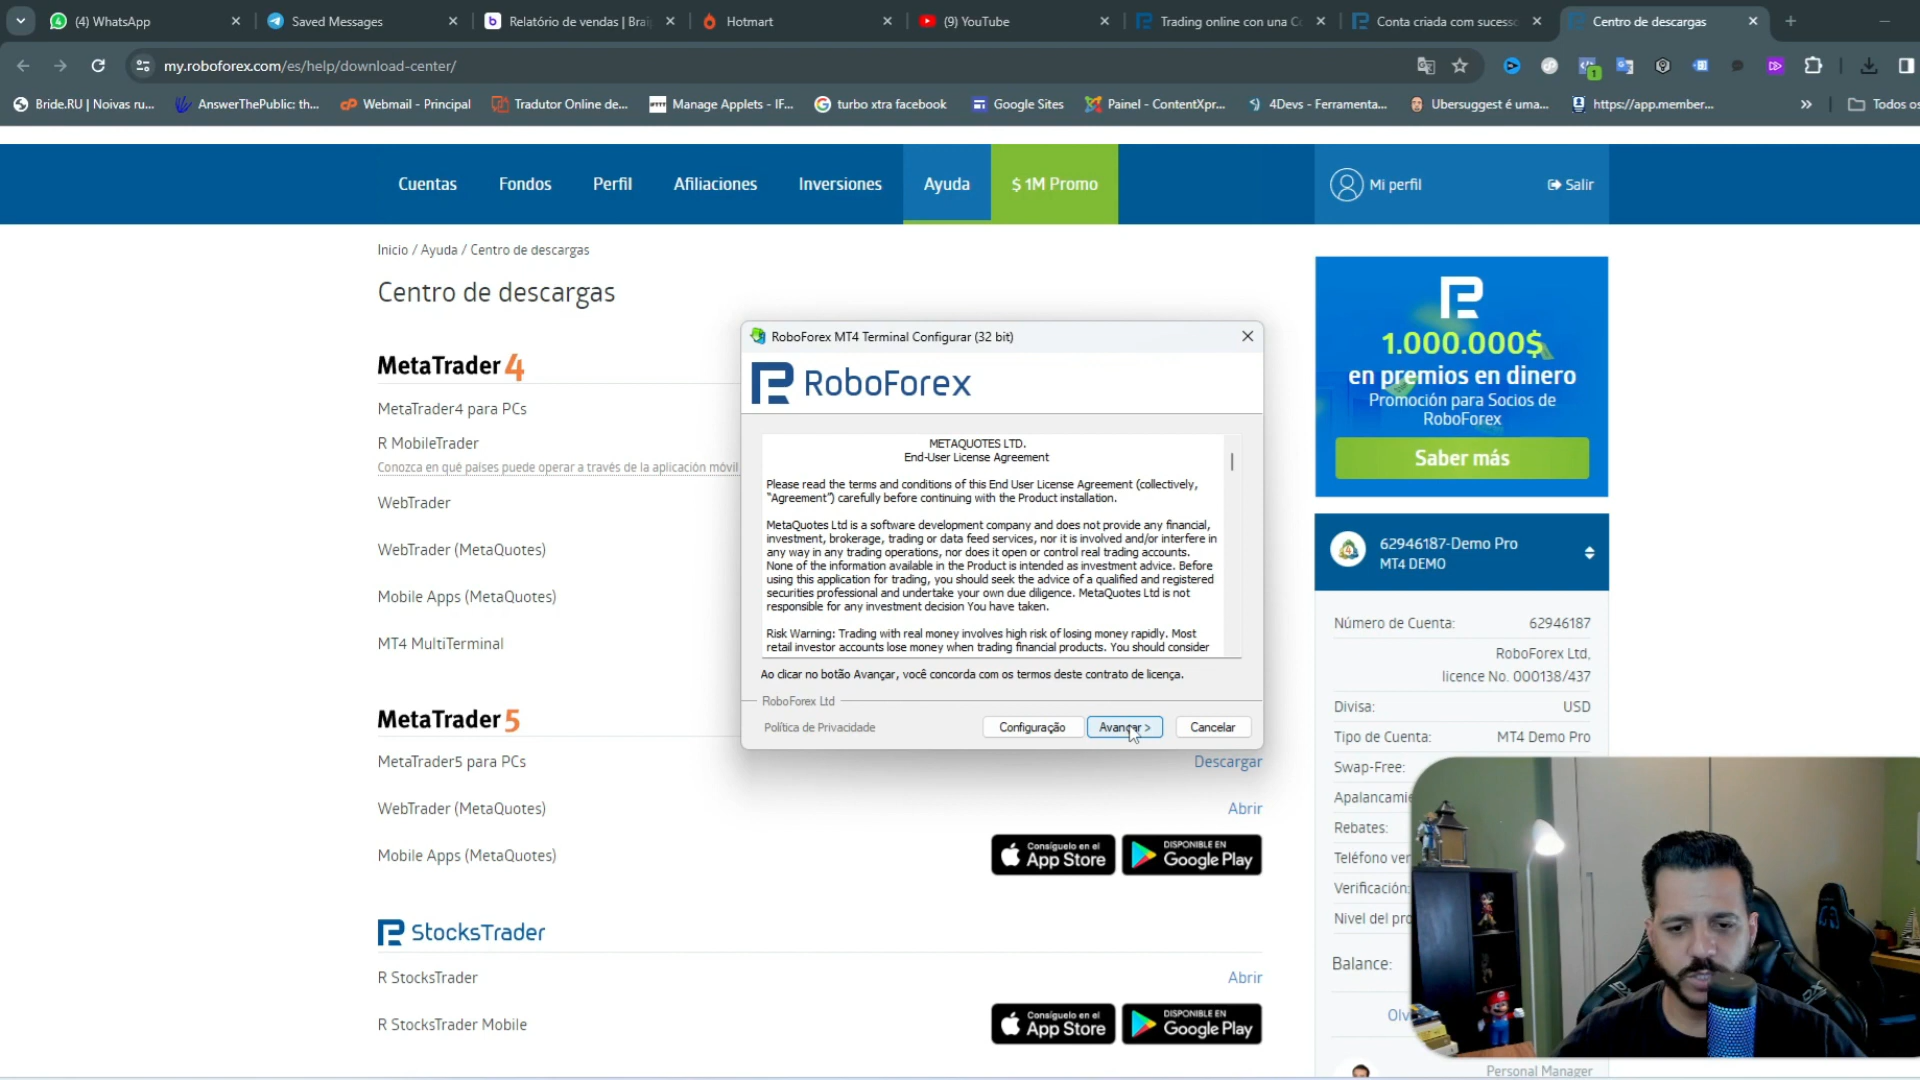 (4) WhatsApp
Saved Messages
Relatório de vendas | Brai
Hotmart
(9) YouTube
Trading online con una C
Conta criada com sucess
Centro de descargas
my.roboforex.com/es/help/download-center/
Bride.RU | Noivas ru...
AnswerThePublic: th...
Webmail - Principal
Tradutor Online de...
Manage Applets - IF...
turbo xtra facebook
Google Sites
Painel - ContentXpr...
4Devs - Ferramenta...
Ubersuggest é uma...
https://app.member...
Todos os
Cuentas
Fondos
Perfil
Afiliaciones
Inversiones
Ayuda
$ 1M Promo
Mi perfil
Salir
Inicio / Ayuda / Centro de descargas
Centro de descargas
MetaTrader 4
MetaTrader4 para PCs
R MobileTrader
Conozca en qué países puede operar a través de la aplicación móvil
WebTrader
WebTrader (MetaQuotes)
Mobile Apps (MetaQuotes)
MT4 MultiTerminal
MetaTrader 5
MetaTrader5 para PCs
Descargar
WebTrader (MetaQuotes)
Abrir
Mobile Apps (MetaQuotes)
Consíguelo en el
App Store
DISPONIBLE EN
Google Play
StocksTrader
R StocksTrader
Abrir
R StocksTrader Mobile
Consíguelo en el
App Store
DISPONIBLE EN
Google Play
RoboForex MT4 Terminal Configurar (32 bit)
RoboForex
METAQUOTES LTD.
End-User License Agreement
Please read the terms and conditions of this End User License Agreement (collectively,
"Agreement") carefully before continuing with the Product installation.
MetaQuotes Ltd is a software development company and does not provide any financial,
investment, brokerage, trading or data feed services, nor it is involved and/or interfere in
any way in any trading operations, nor does it open or control real trading accounts.
None of the information available in the Product is intended as investment advice. Before
using this application for trading, you should seek the advice of a qualified and registered
securities professional and undertake your own due diligence. MetaQuotes Ltd is not
responsible for any investment decision You have taken.
Risk Warning: Trading with real money involves high risk of losing money rapidly. Most
retail investor accounts lose money when trading financial products. You should consider
Ao clicar no botão Avançar, você concorda com os termos deste contrato de licença.
RoboForex Ltd
Política de Privacidade
Configuração
Avançar >
Cancelar
1.000.000$
en premios en dinero
Promoción para Socios de
RoboForex
Saber más
62946187-Demo Pro
MT4 DEMO
Número de Cuenta:
62946187
RoboForex Ltd,
licence No. 000138/437
Divisa:
USD
Tipo de Cuenta:
MT4 Demo Pro
Swap-Free:
Apalancamie
Rebates:
Teléfono ver
Verificación:
Nivel del pro
Balance:
Olv
Personal Manager